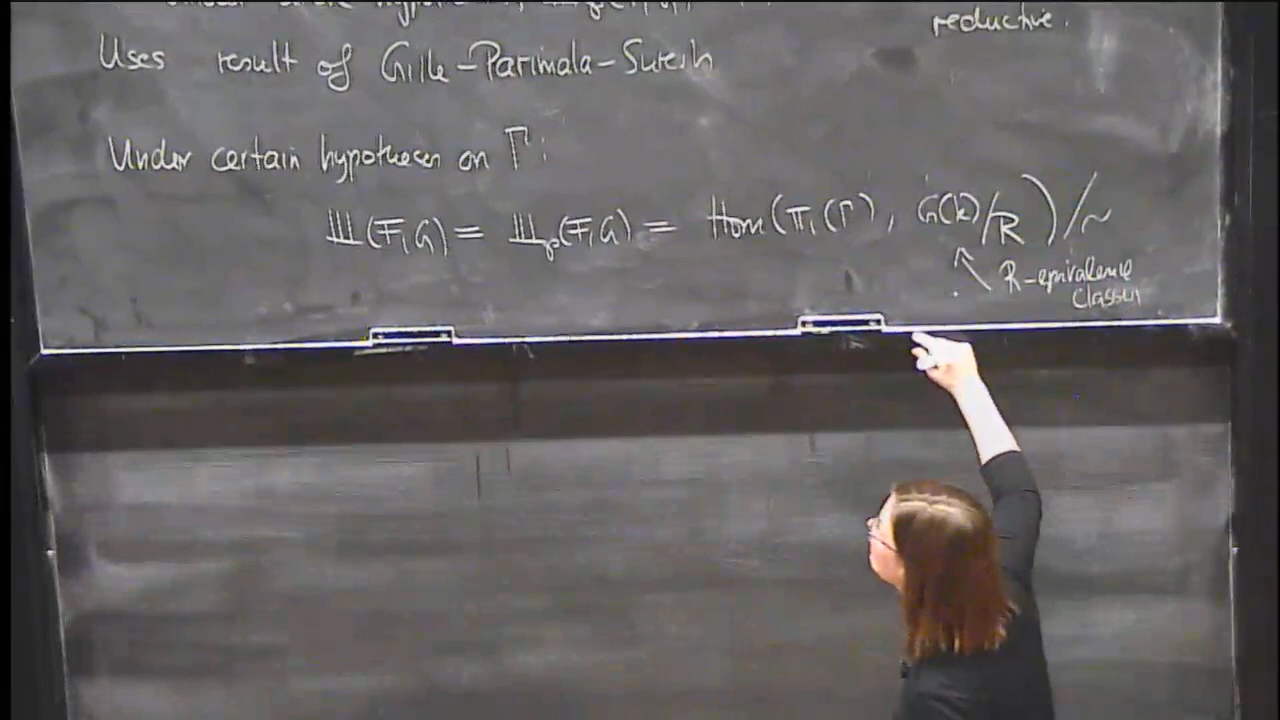 reductive.
Uses result of Gille-Parimala-Suresh
Under certain hypotheses on Γ:
Ш(F,G) = Ш_p(F,G) = Hom(π₁(Γ), G(k)/R)/~
R-equivalence
classes